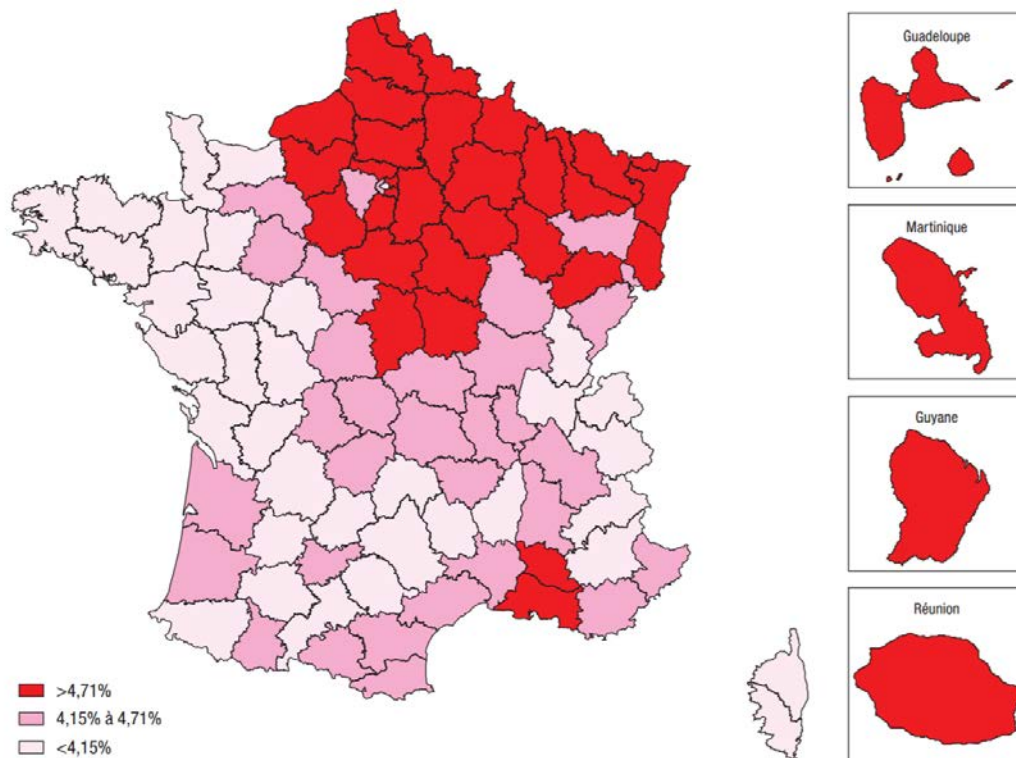 Guadeloupe
Martinique
Guyane
Réunion
>4,71%
4,15% à 4,71%
<4,15%